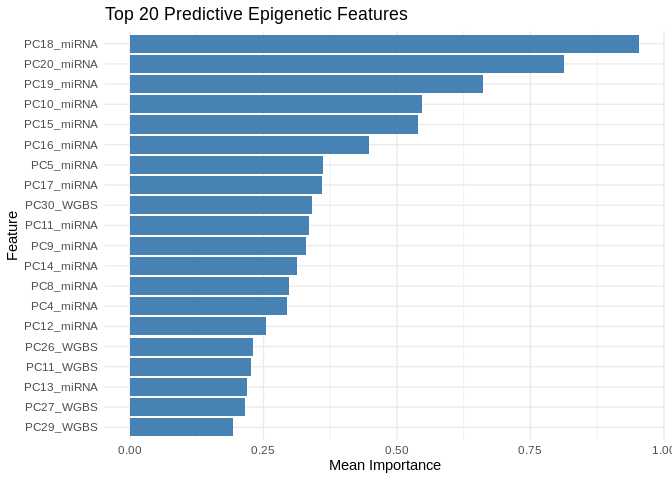 Top 20 Predictive Epigenetic Features
PC18_miRNA
PC20_miRNA
PC19_miRNA
PC10_miRNA
PC15_miRNA
PC16_miRNA
PC5_miRNA
PC17_miRNA
PC30_WGBS
PC11_miRNA
PC9_miRNA
PC14_miRNA
PC8_miRNA
PC4_miRNA
PC12_miRNA
PC26_WGBS
PC11_WGBS
PC13_miRNA
PC27_WGBS
PC29_WGBS
Feature
0.00 0.25 0.50 0.75 1.00
Mean Importance